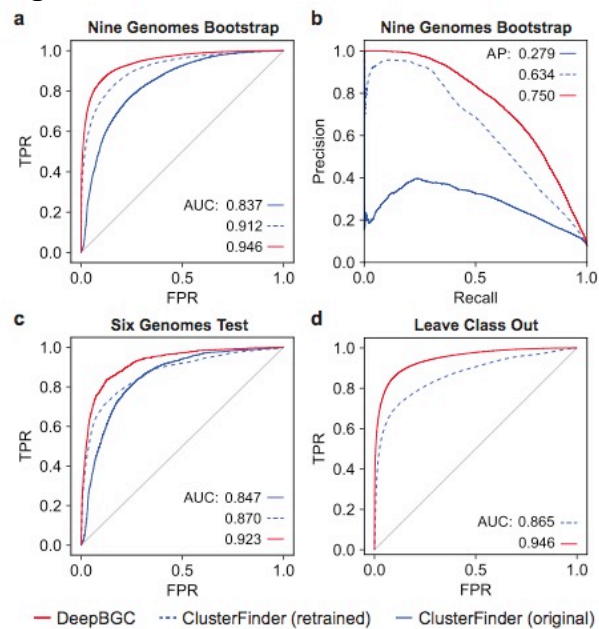 a Nine Genomes Bootstrap
1.0
0.8
0.6
0.4
0.2
0.0
TPR
AUC: 0.837
0.912
0.946
0.0 0.5 1.0
FPR
b Nine Genomes Bootstrap
1.0
0.8
0.6
0.4
0.2
0.0
Precision
AP: 0.279
0.634
0.750
0.0 0.5 1.0
Recall
c Six Genomes Test
1.0
0.8
0.6
0.4
0.2
0.0
TPR
AUC: 0.847
0.870
0.923
0.0 0.5 1.0
FPR
d Leave Class Out
1.0
0.8
0.6
0.4
0.2
0.0
TPR
AUC: 0.865
0.946
0.0 0.5 1.0
FPR
DeepBGC ClusterFinder (retrained) ClusterFinder (original)